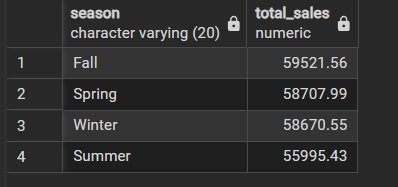 season total_sales
character varying (20) numeric
1 Fall 59521.56
2 Spring 58707.99
3 Winter 58670.55
4 Summer 55995.43